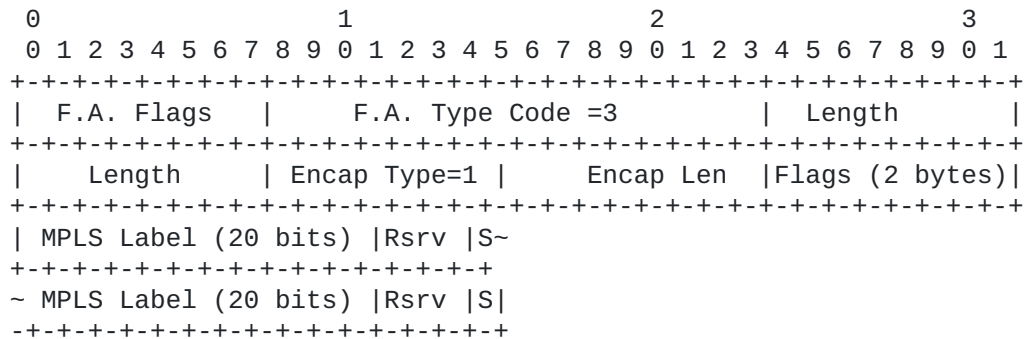 0                   1                   2                   3
 0 1 2 3 4 5 6 7 8 9 0 1 2 3 4 5 6 7 8 9 0 1 2 3 4 5 6 7 8 9 0 1
+-+-+-+-+-+-+-+-+-+-+-+-+-+-+-+-+-+-+-+-+-+-+-+-+-+-+-+-+-+-+-+-+
|  F.A. Flags   |     F.A. Type Code =3         |  Length       |
+-+-+-+-+-+-+-+-+-+-+-+-+-+-+-+-+-+-+-+-+-+-+-+-+-+-+-+-+-+-+-+-+
|    Length     | Encap Type=1 |     Encap Len  |Flags (2 bytes)|
+-+-+-+-+-+-+-+-+-+-+-+-+-+-+-+-+-+-+-+-+-+-+-+-+-+-+-+-+-+-+-+-+
| MPLS Label (20 bits) |Rsrv |S~
+-+-+-+-+-+-+-+-+-+-+-+-+-+-+-+
~ MPLS Label (20 bits) |Rsrv |S|
-+-+-+-+-+-+-+-+-+-+-+-+-+-+-+-+